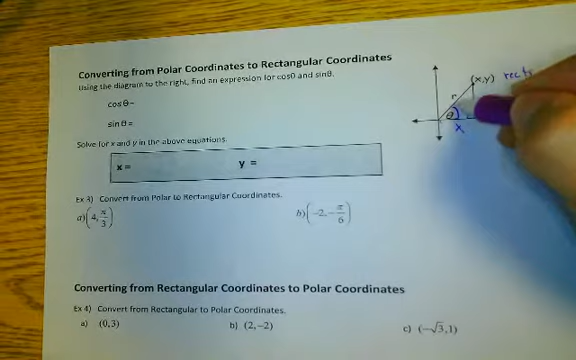 Converting from Polar Coordinates to Rectangular Coordinates
Using the diagram to the right, find an expression for cosθ and sinθ.
(x,y)
r
θ
x
cos θ=
sin θ=
Solve for x and y in the above equations.
x = y =
Ex 3) Convert from Polar to Rectangular Coordinates.
a) (4, π/3) b) (-2, -π/6)
Converting from Rectangular Coordinates to Polar Coordinates
Ex 4) Convert from Rectangular to Polar Coordinates.
a) (0,3) b) (2,-2) c) (-√3,1)